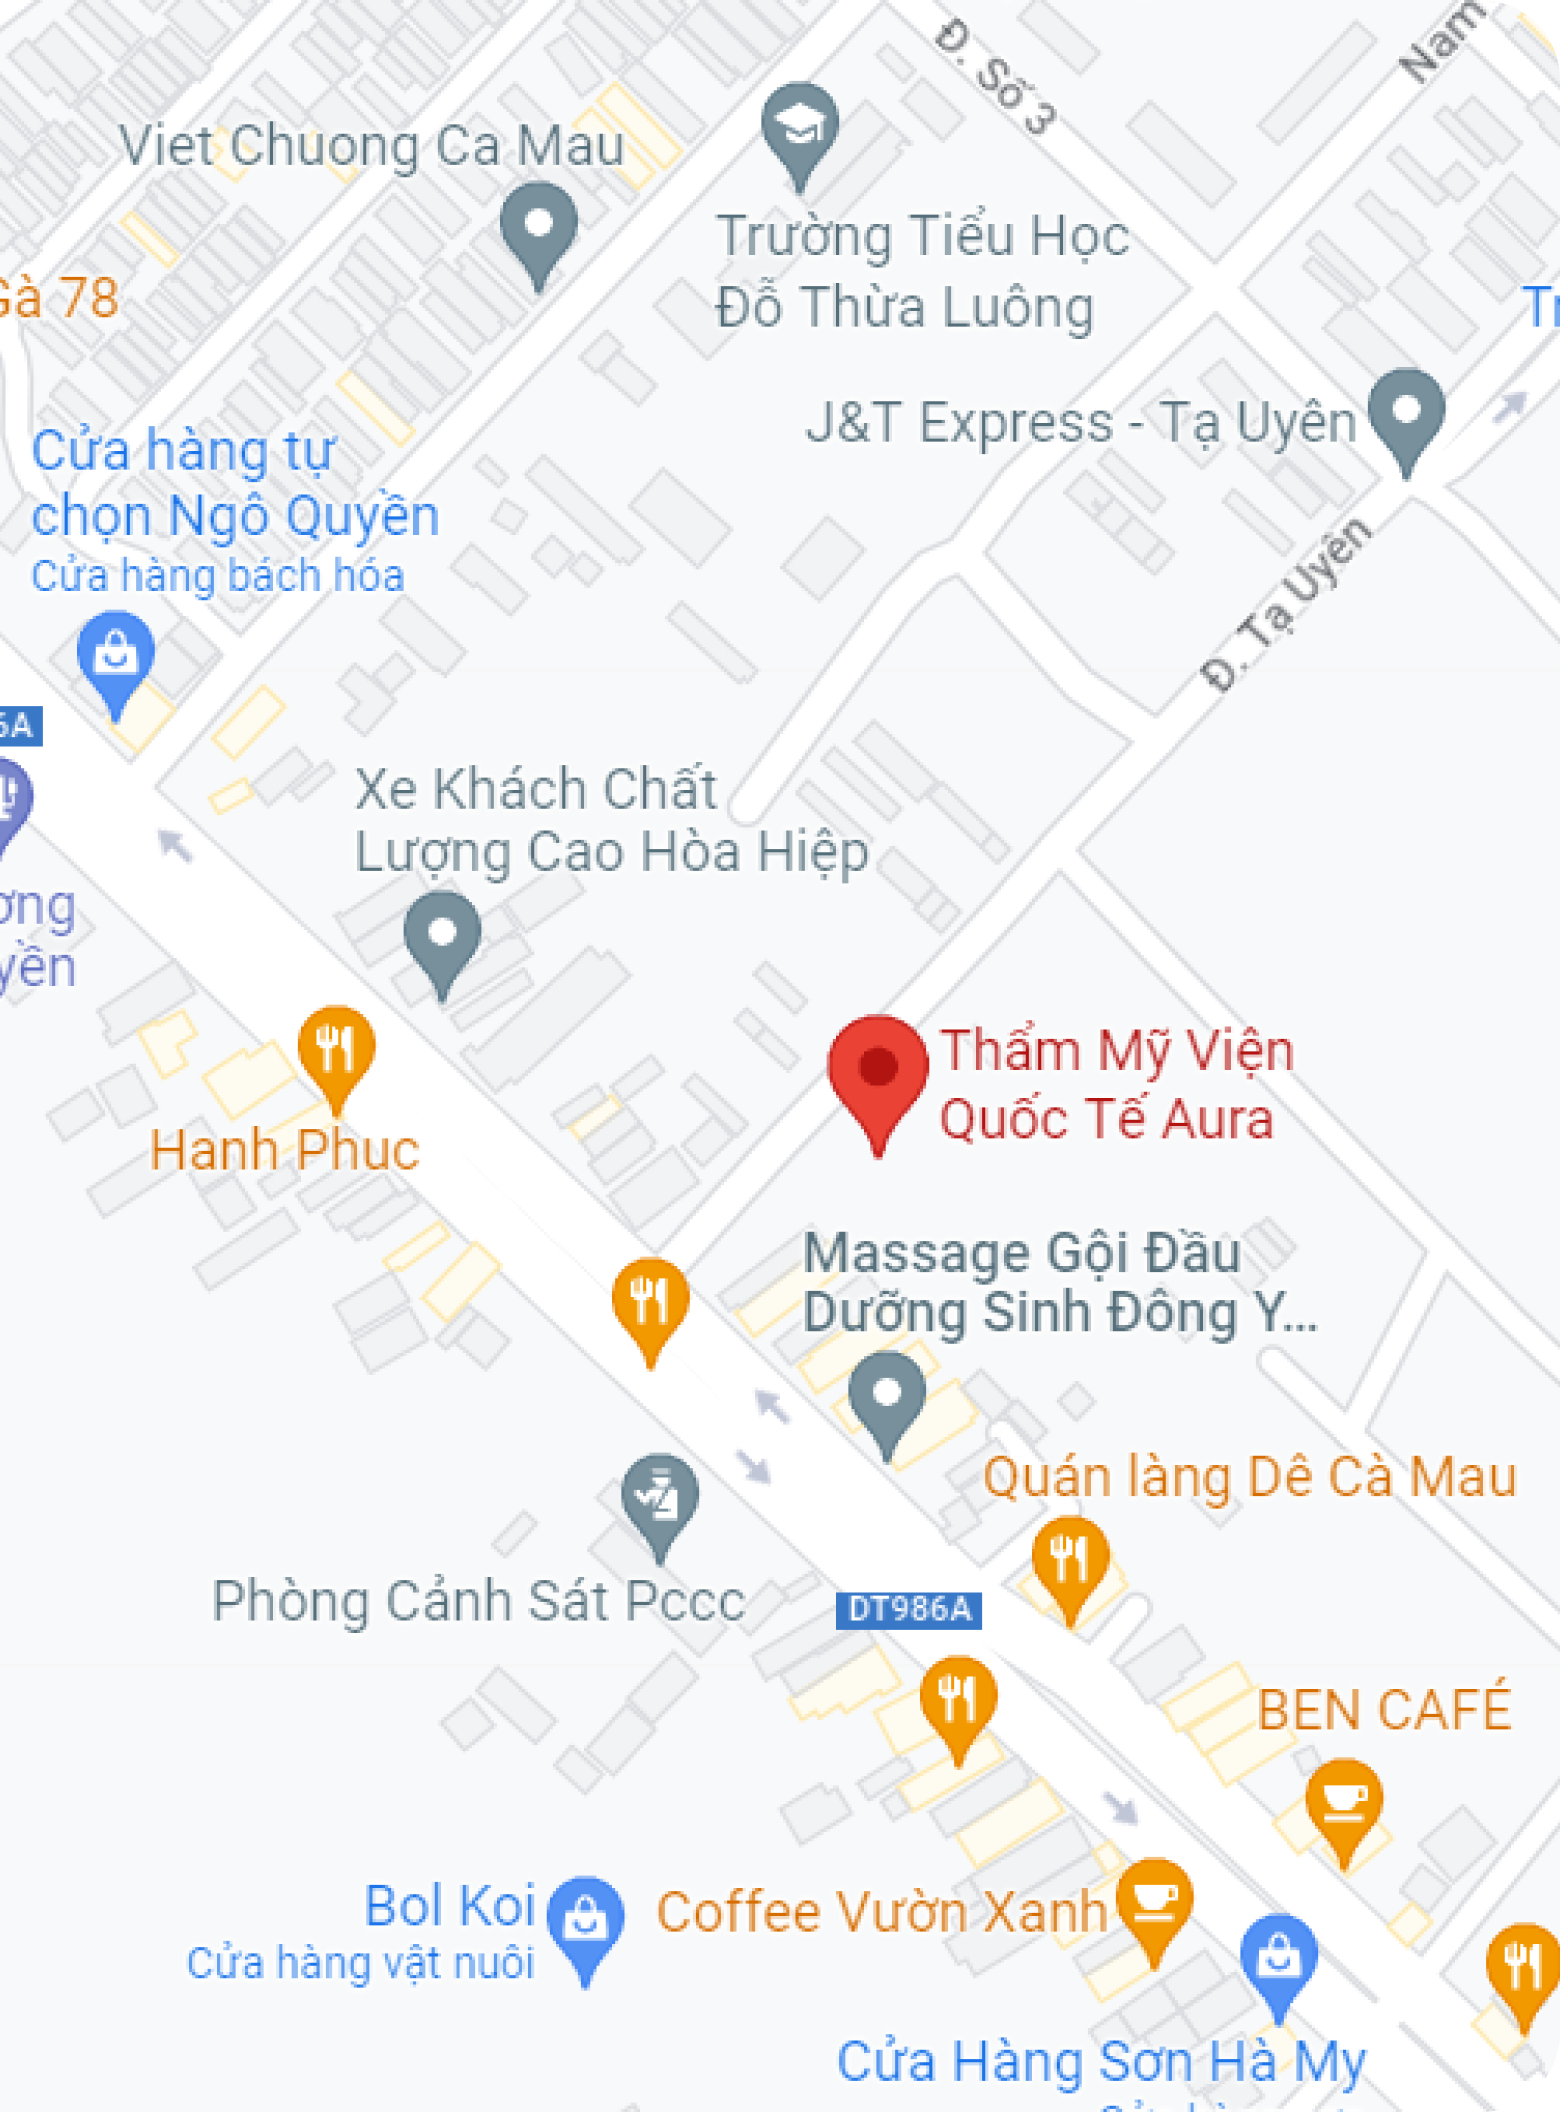 Đ. Số 3
Nam
Viet Chuong Ca Mau
Trường Tiểu Học
Đỗ Thừa Luông
Gà 78
J&T Express - Tạ Uyên
Cửa hàng tự
chọn Ngô Quyền
Cửa hàng bách hóa
Đ. Tạ Uyên
Xe Khách Chất
Lượng Cao Hòa Hiệp
Thẩm Mỹ Viện
Quốc Tế Aura
Hanh Phuc
Massage Gội Đầu
Dưỡng Sinh Đông Y...
Quán làng Dê Cà Mau
Phòng Cảnh Sát Pccc
DT986A
BEN CAFÉ
Bol Koi
Cửa hàng vật nuôi
Coffee Vườn Xanh
Cửa Hàng Sơn Hà My